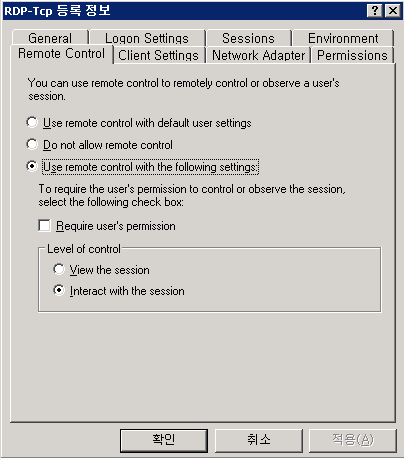 RDP-Tcp 등록 정보
General
Logon Settings
Sessions
Environment
Remote Control
Client Settings
Network Adapter
Permissions
You can use remote control to remotely control or observe a user's
session.
Use remote control with default user settings
Do not allow remote control
Use remote control with the following settings:
To require the user's permission to control or observe the session,
select the following check box:
Require user's permission
Level of control
View the session
Interact with the session
확인
취소
적용(A)